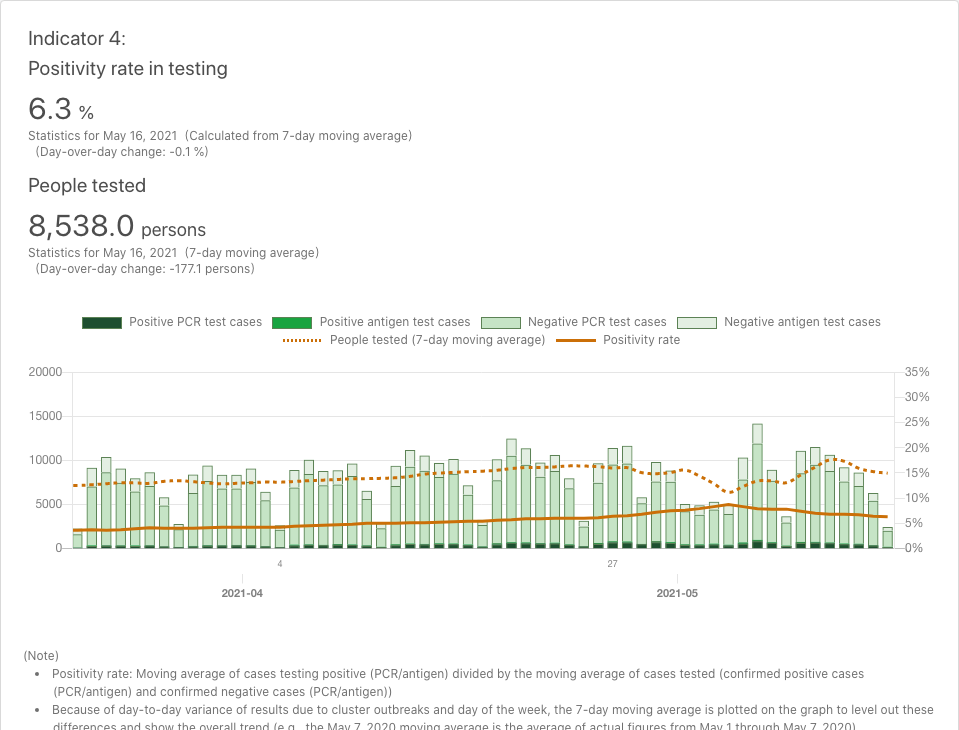 Indicator 4:
Positivity rate in testing
6.3 %
Statistics for May 16, 2021 (Calculated from 7-day moving average)
(Day-over-day change: -0.1 %)
People tested
8,538.0 persons
Statistics for May 16, 2021 (7-day moving average)
(Day-over-day change: -177.1 persons)
Positive PCR test cases Positive antigen test cases Negative PCR test cases Negative antigen test cases
People tested (7-day moving average) Positivity rate
20000 35%
30%
15000 25%
20%
10000 15%
10%
5000 5%
0 0%
4 27
2021-04 2021-05
(Note)
• Positivity rate: Moving average of cases testing positive (PCR/antigen) divided by the moving average of cases tested (confirmed positive cases
(PCR/antigen) and confirmed negative cases (PCR/antigen))
• Because of day-to-day variance of results due to cluster outbreaks and day of the week, the 7-day moving average is plotted on the graph to level out these
differences and show the overall trend (e.g., the May 7, 2020 moving average is the average of actual figures from May 1 through May 7, 2020)